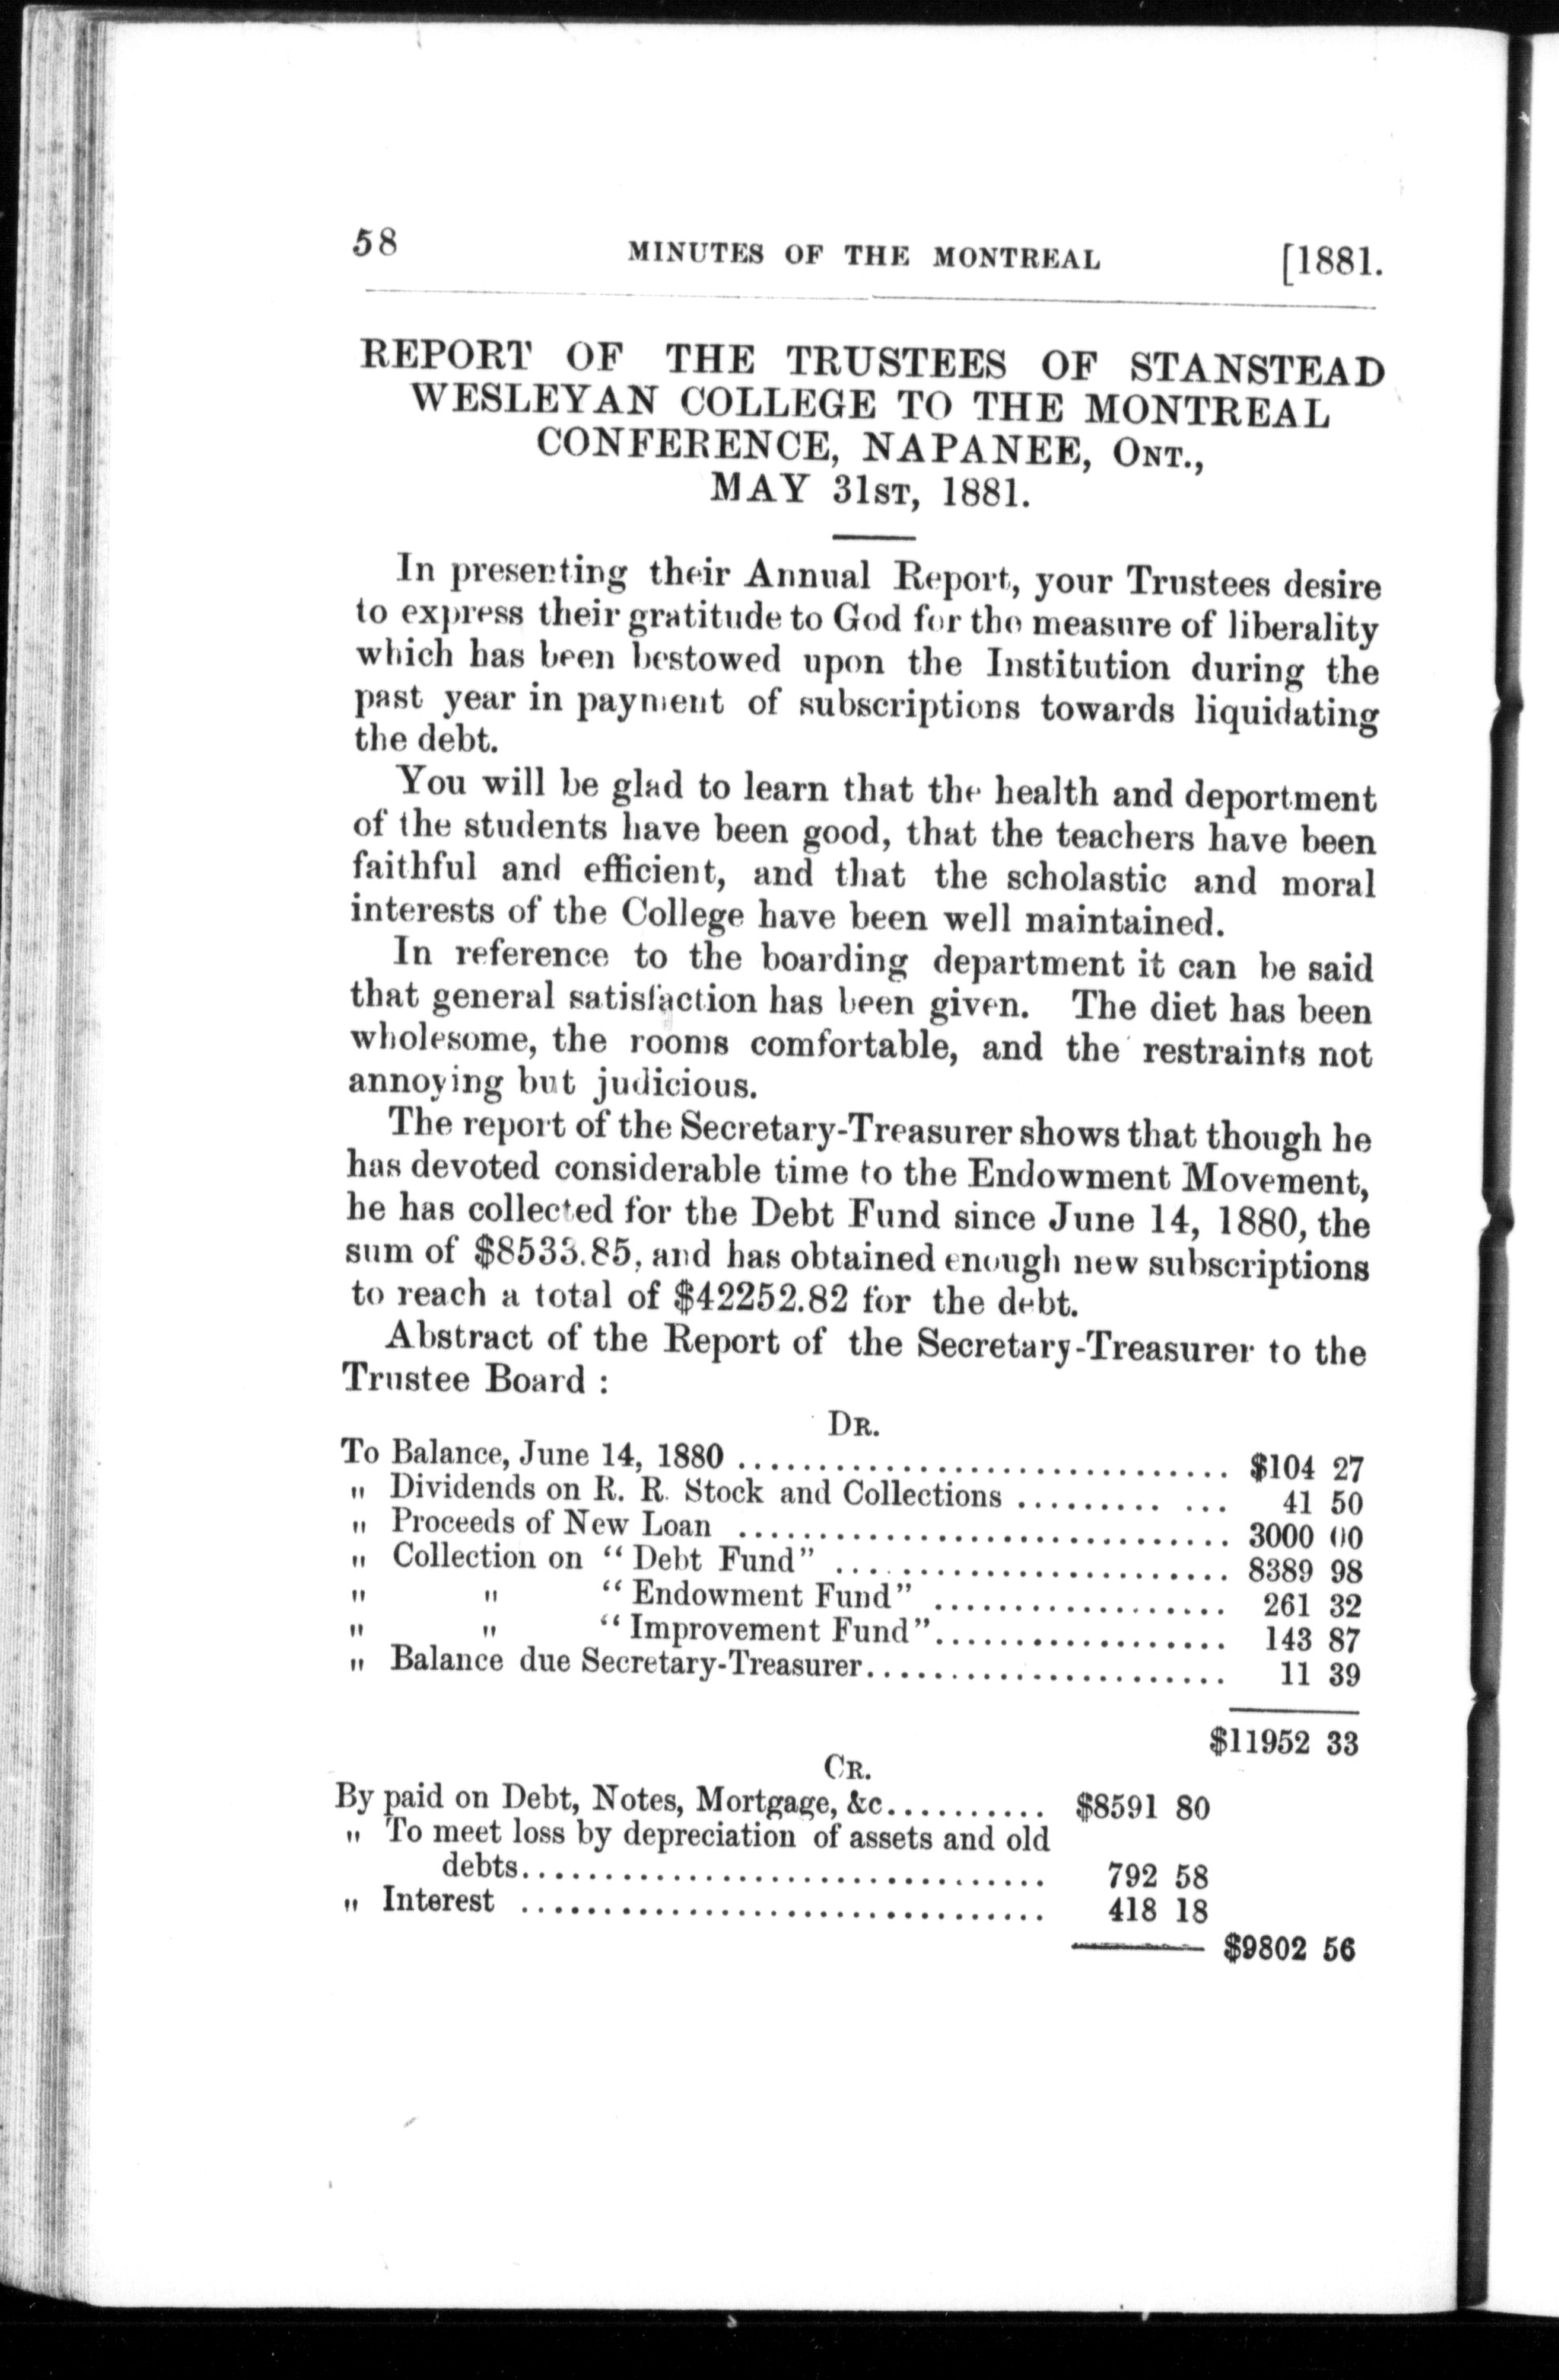 58 MINUTES OF THE MONTREAL [1881.
REPORT OF THE TRUSTEES OF STANSTEAD
WESLEYAN COLLEGE TO THE MONTREAL
CONFERENCE, NAPANEE, ONT.,
MAY 31ST, 1881.
In presenting their Annual Report, your Trustees desire
to express their gratitude to God for the measure of liberality
which has been bestowed upon the Institution during the
past year in payment of subscriptions towards liquidating
the debt.
You will be glad to learn that the health and deportment
of the students have been good, that the teachers have been
faithful and efficient, and that the scholastic and moral
interests of the College have been well maintained.
In reference to the boarding department it can be said
that general satisfaction has been given. The diet has been
wholesome, the rooms comfortable, and the restraints not
annoying but judicious.
The report of the Secretary-Treasurer shows that though he
has devoted considerable time to the Endowment Movement,
he has collected for the Debt Fund since June 14, 1880, the
sum of $8533.85, and has obtained enough new subscriptions
to reach a total of $42252.82 for the debt.
Abstract of the Report of the Secretary-Treasurer to the
Trustee Board :
DR.
To Balance, June 14, 1880 .............................. $104 27
" Dividends on R. R. Stock and Collections ......... ... 41 50
" Proceeds of New Loan .............................. 3000 00
" Collection on “Debt Fund” ........................ 8389 98
" " “Endowment Fund” .................. 261 32
" " “Improvement Fund”.................. 143 87
" Balance due Secretary-Treasurer...................... 11 39
$11952 33
CR.
By paid on Debt, Notes, Mortgage, &c.......... $8591 80
" To meet loss by depreciation of assets and old
debts................................ 792 58
" Interest ................................ 418 18
$9802 56